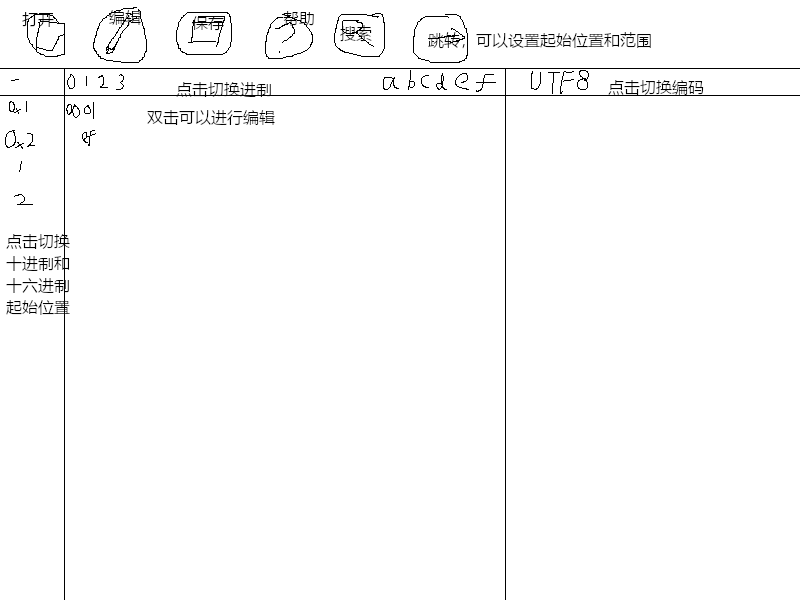 打开 编辑 保存 帮助 搜索 跳转，可以设置起始位置和范围
- 0 1 2 3 点击切换进制 a b c d e f UTF8 点击切换编码
0x1 0001 双击可以进行编辑
0x2 ef
1
2
点击切换
十进制和
十六进制
起始位置